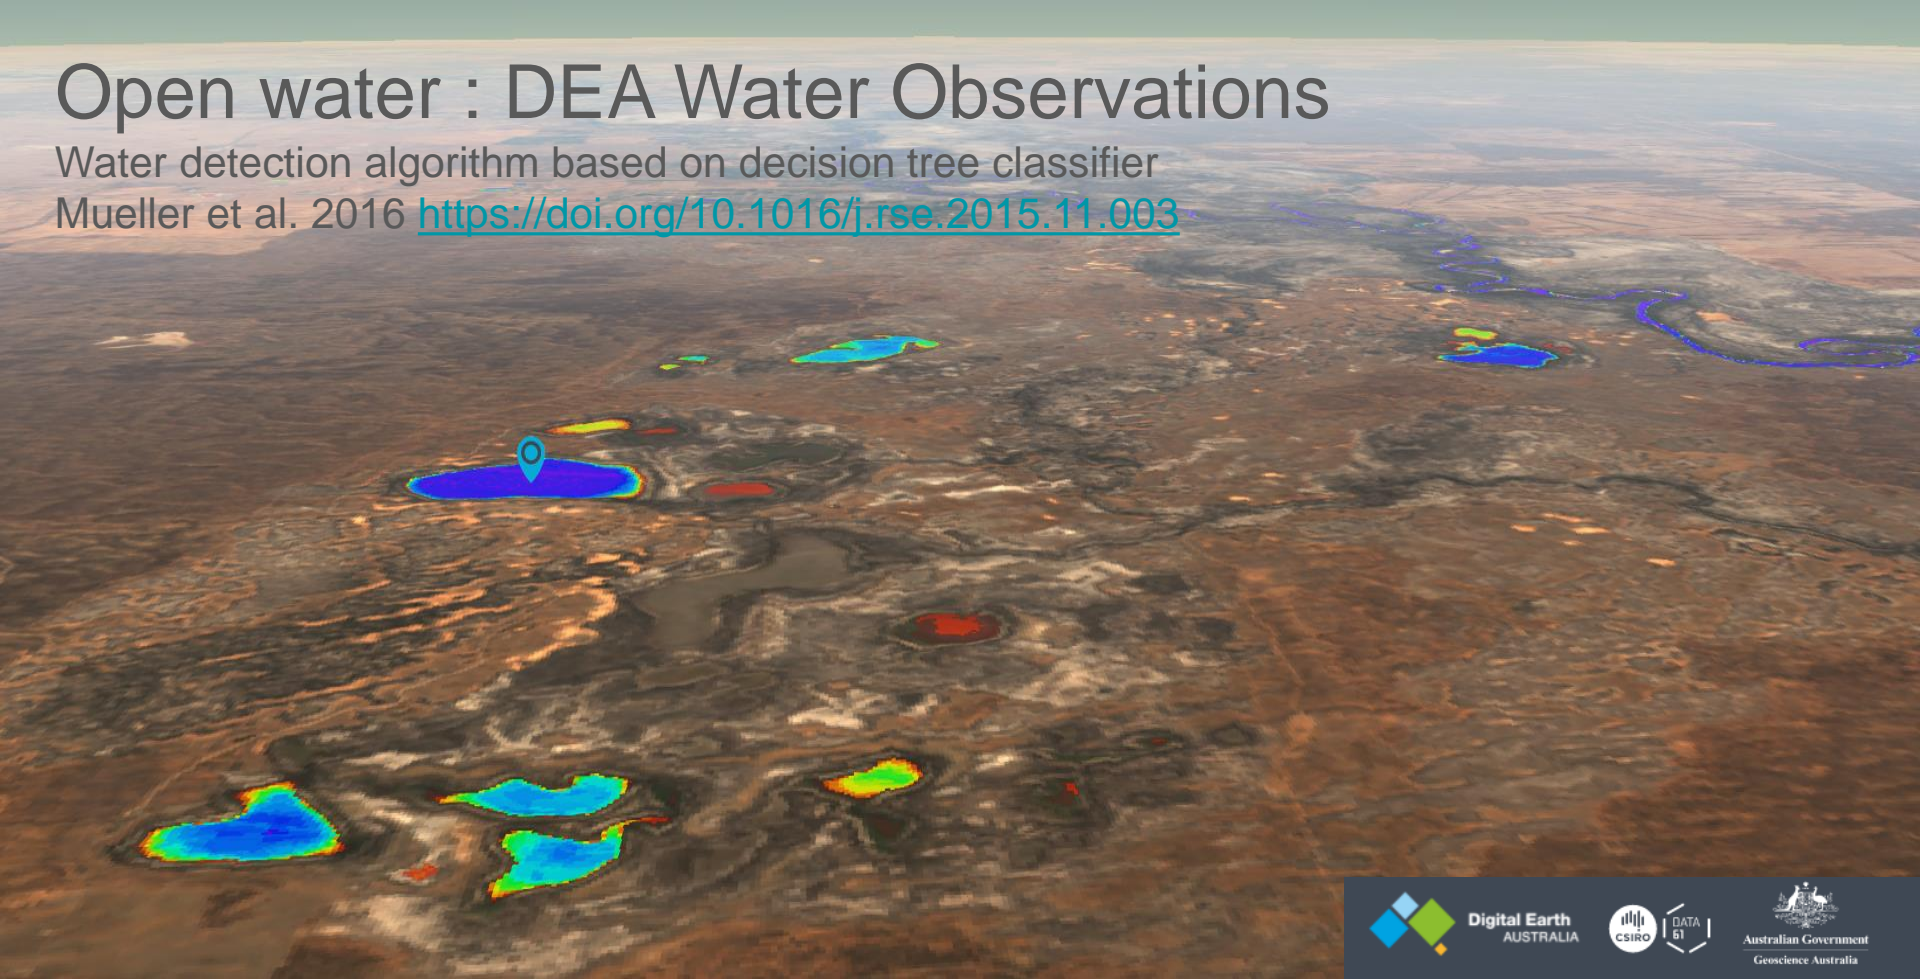 Open water : DEA Water Observations
Water detection algorithm based on decision tree classifier
Mueller et al. 2016 https://doi.org/10.1016/j.rse.2015.11.003
Digital Earth
AUSTRALIA
CSIRO
DATA
61
Australian Government
Geoscience Australia